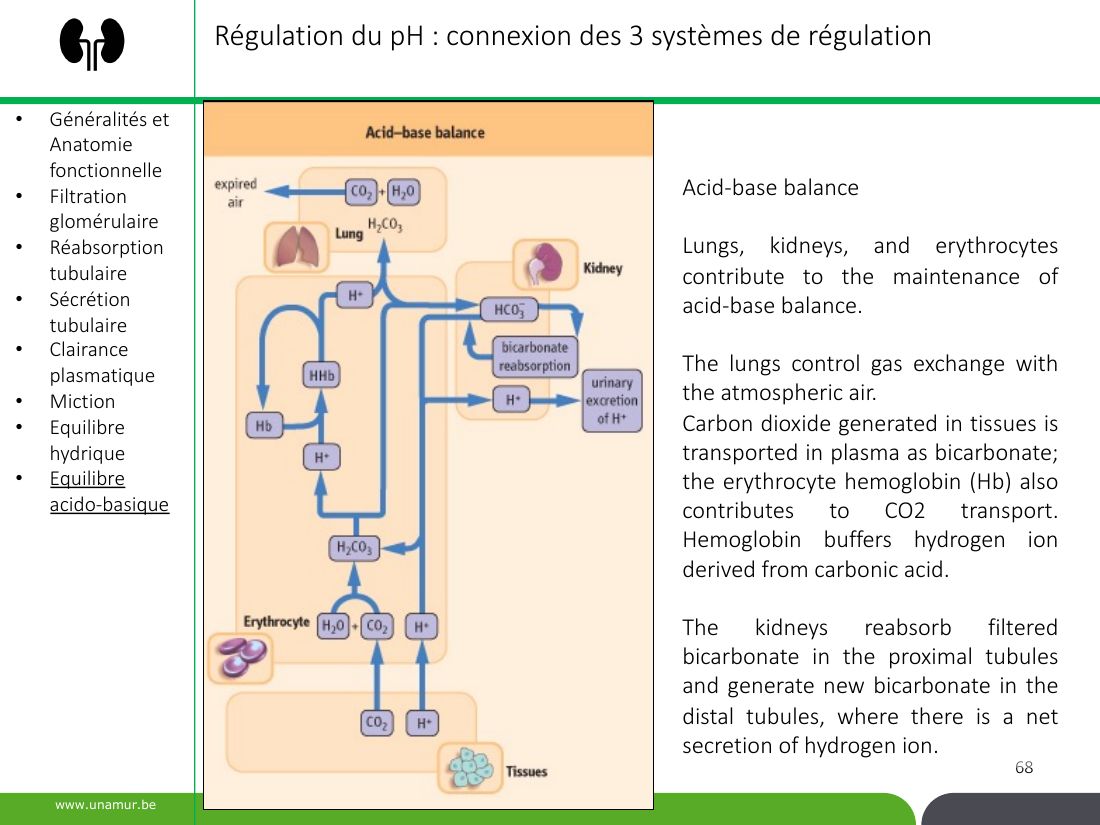 Régulation du pH : connexion des 3 systèmes de régulation
• Généralités et
Anatomie
fonctionnelle
• Filtration
glomérulaire
• Réabsorption
tubulaire
• Sécrétion
tubulaire
• Clairance
plasmatique
• Miction
• Equilibre
hydrique
• Equilibre
acido-basique
Acid–base balance
expired
air
CO₂ + H₂O
H₂CO₃
Lung
Kidney
H⁺
HCO₃⁻
bicarbonate
reabsorption
HHb
urinary
excretion
of H⁺
H⁺
Hb
H⁺
H₂CO₃
Erythrocyte
H₂O + CO₂
H⁺
CO₂
H⁺
Tissues
Acid-base balance
Lungs, kidneys, and erythrocytes
contribute to the maintenance of
acid-base balance.
The lungs control gas exchange with
the atmospheric air.
Carbon dioxide generated in tissues is
transported in plasma as bicarbonate;
the erythrocyte hemoglobin (Hb) also
contributes to CO2 transport.
Hemoglobin buffers hydrogen ion
derived from carbonic acid.
The kidneys reabsorb filtered
bicarbonate in the proximal tubules
and generate new bicarbonate in the
distal tubules, where there is a net
secretion of hydrogen ion.
68
www.unamur.be